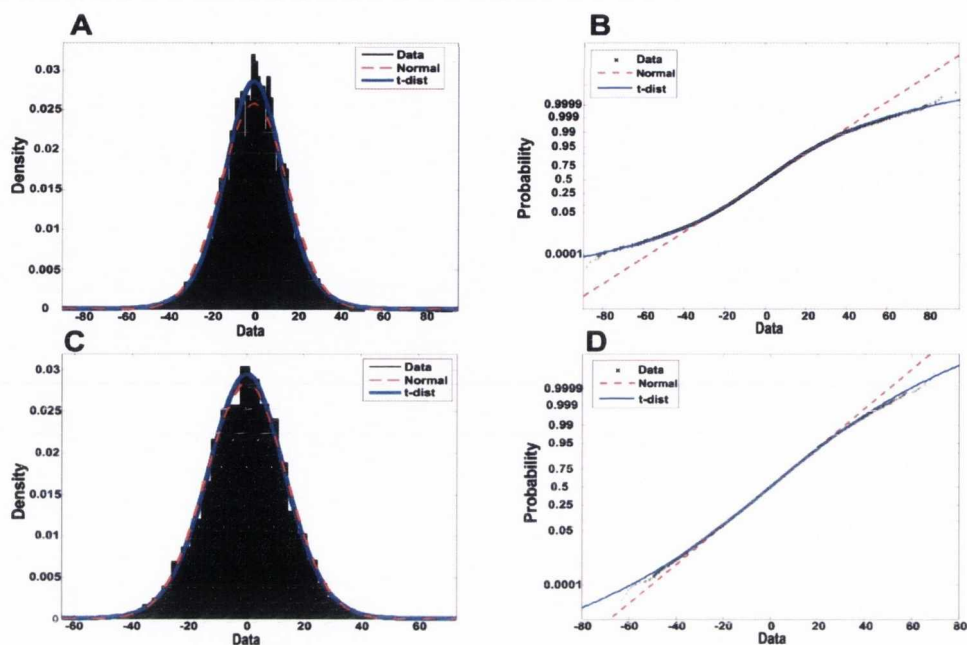 A
Data
Normal
t-dist
0.03
0.025
0.02
0.015
0.01
0.005
0
Density
-80 -60 -40 -20 0 20 40 60 80
Data
B
Data
Normal
t-dist
0.9999
0.999
0.99
0.95
0.75
0.5
0.25
0.05
0.0001
Probability
-80 -60 -40 -20 0 20 40 60 80
Data
C
Data
Normal
t-dist
0.03
0.025
0.02
0.015
0.01
0.005
0
Density
-60 -40 -20 0 20 40 60
Data
D
Data
Normal
t-dist
0.9999
0.999
0.99
0.95
0.75
0.5
0.05
0.0001
Probability
-80 -60 -40 -20 0 20 40 60 80
Data